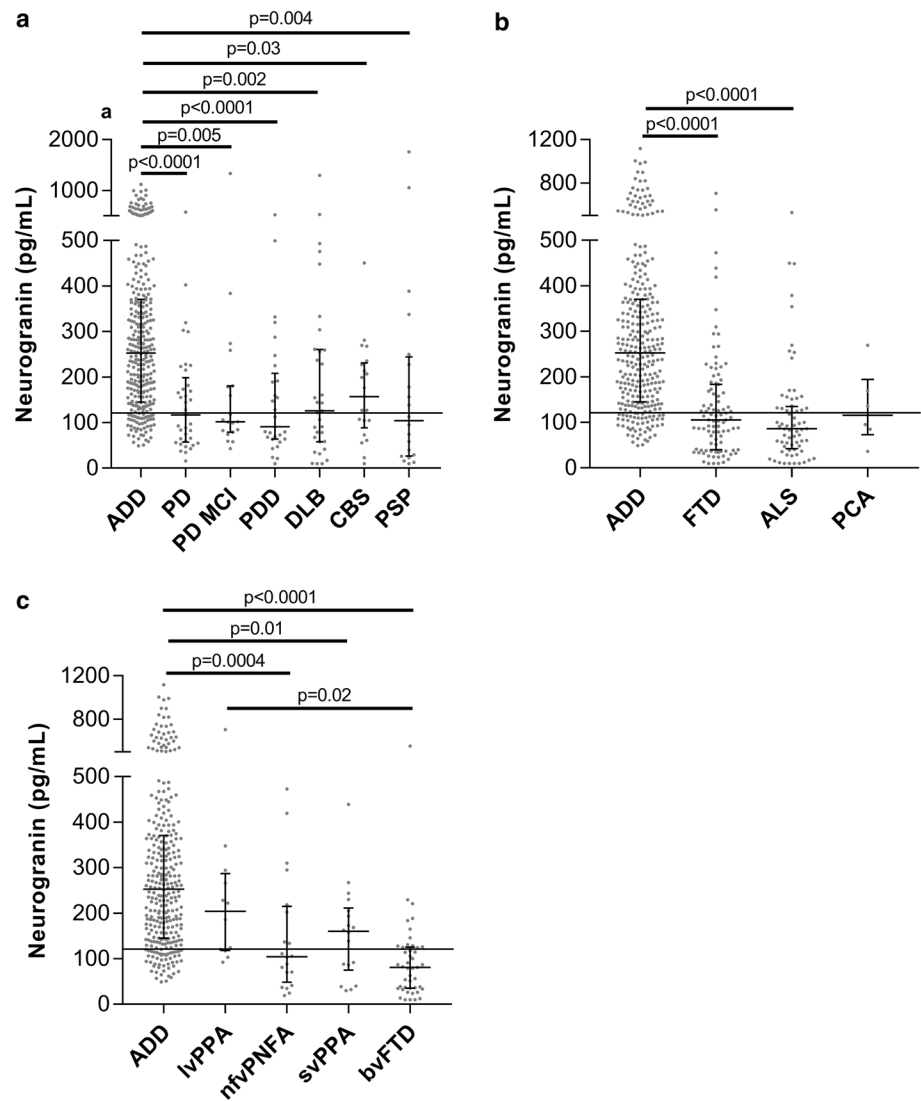 a
p=0.004
p=0.03
p=0.002
a
p<0.0001
p=0.005
p<0.0001
2000
1000
500
400
300
200
100
0
Neurogranin (pg/mL)
ADD
PD
PD MCI
PDD
DLB
CBS
PSP
b
p<0.0001
p<0.0001
1200
800
500
400
300
200
100
0
Neurogranin (pg/mL)
ADD
FTD
ALS
PCA
c
p<0.0001
p=0.01
p=0.0004
p=0.02
1200
800
500
400
300
200
100
0
Neurogranin (pg/mL)
ADD
lvPPA
nfvPNFA
svPPA
bvFTD